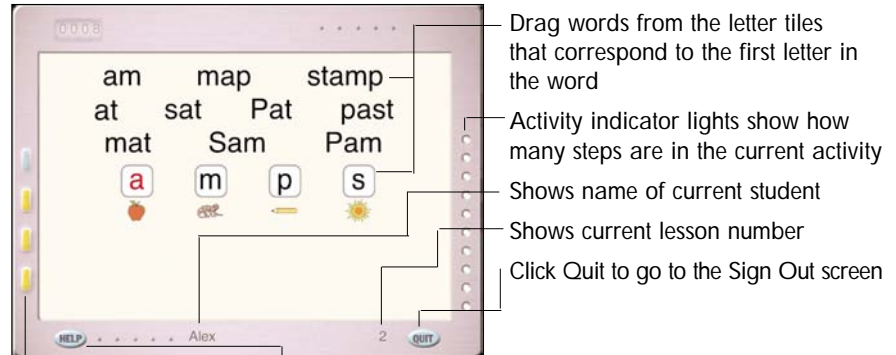 0008
am map stamp
at sat Pat past
mat Sam Pam
a m p s
HELP Alex 2 QUIT
Drag words from the letter tiles
that correspond to the first letter in
the word
Activity indicator lights show how
many steps are in the current activity
Shows name of current student
Shows current lesson number
Click Quit to go to the Sign Out screen